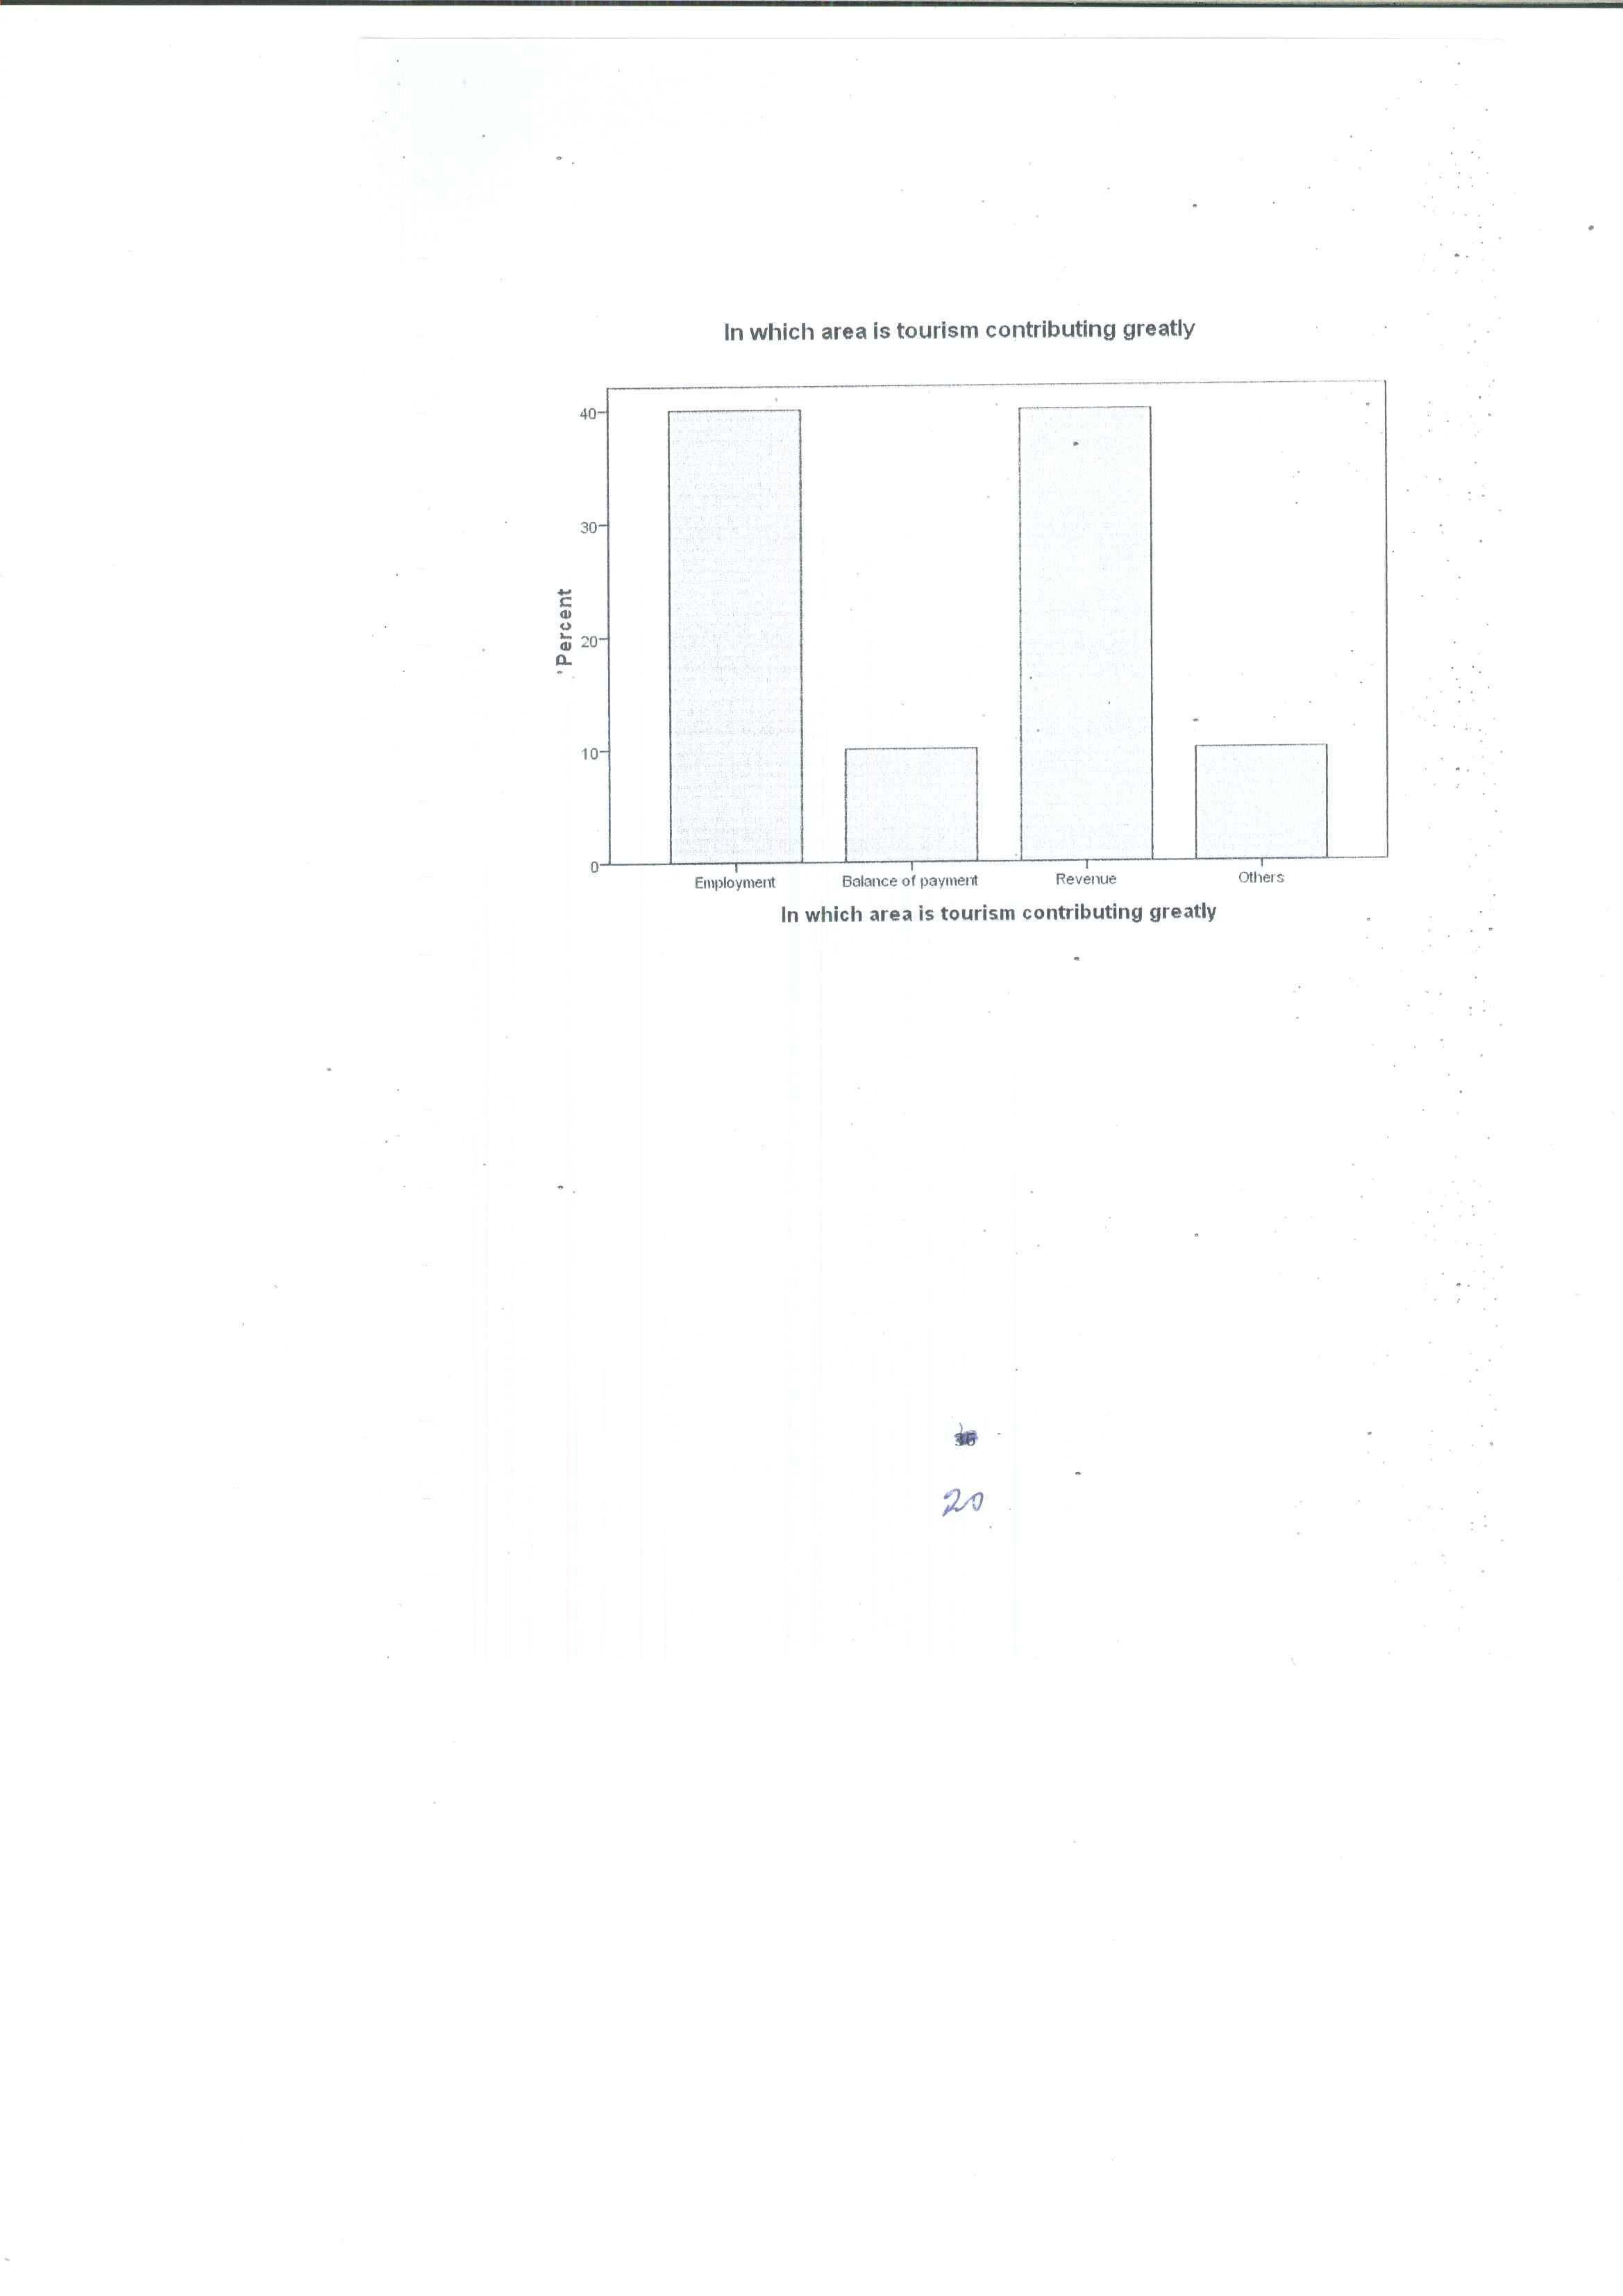 In which area is tourism contributing greatly
40
30
20
10
0
Percent
Employment Balance of payment Revenue Others
In which area is tourism contributing greatly
20